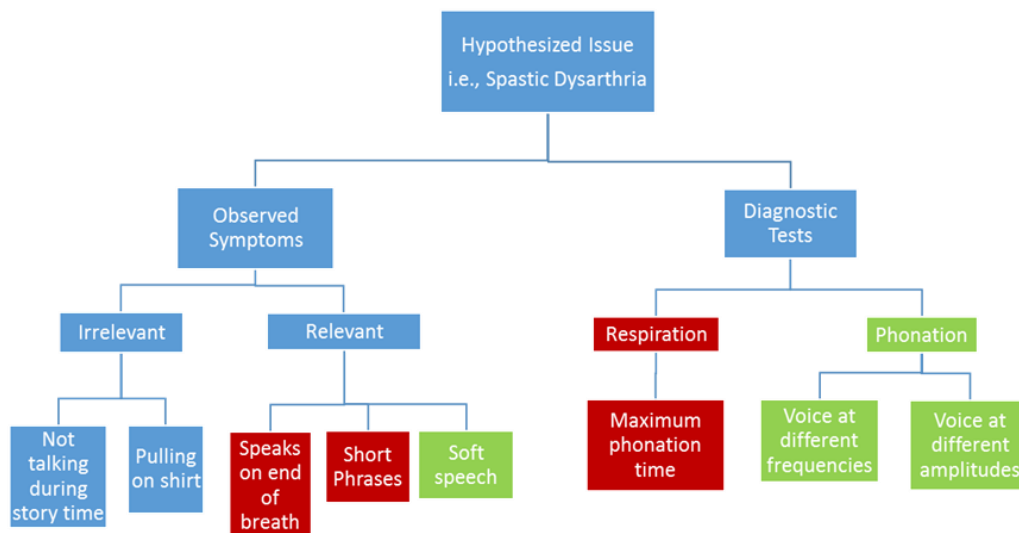 Hypothesized Issue
i.e., Spastic Dysarthria
Observed
Symptoms
Diagnostic
Tests
Irrelevant
Relevant
Respiration
Phonation
Not
talking
during
story time
Pulling
on shirt
Speaks
on end
of
breath
Short
Phrases
Soft
speech
Maximum
phonation
time
Voice at
different
frequencies
Voice at
different
amplitudes